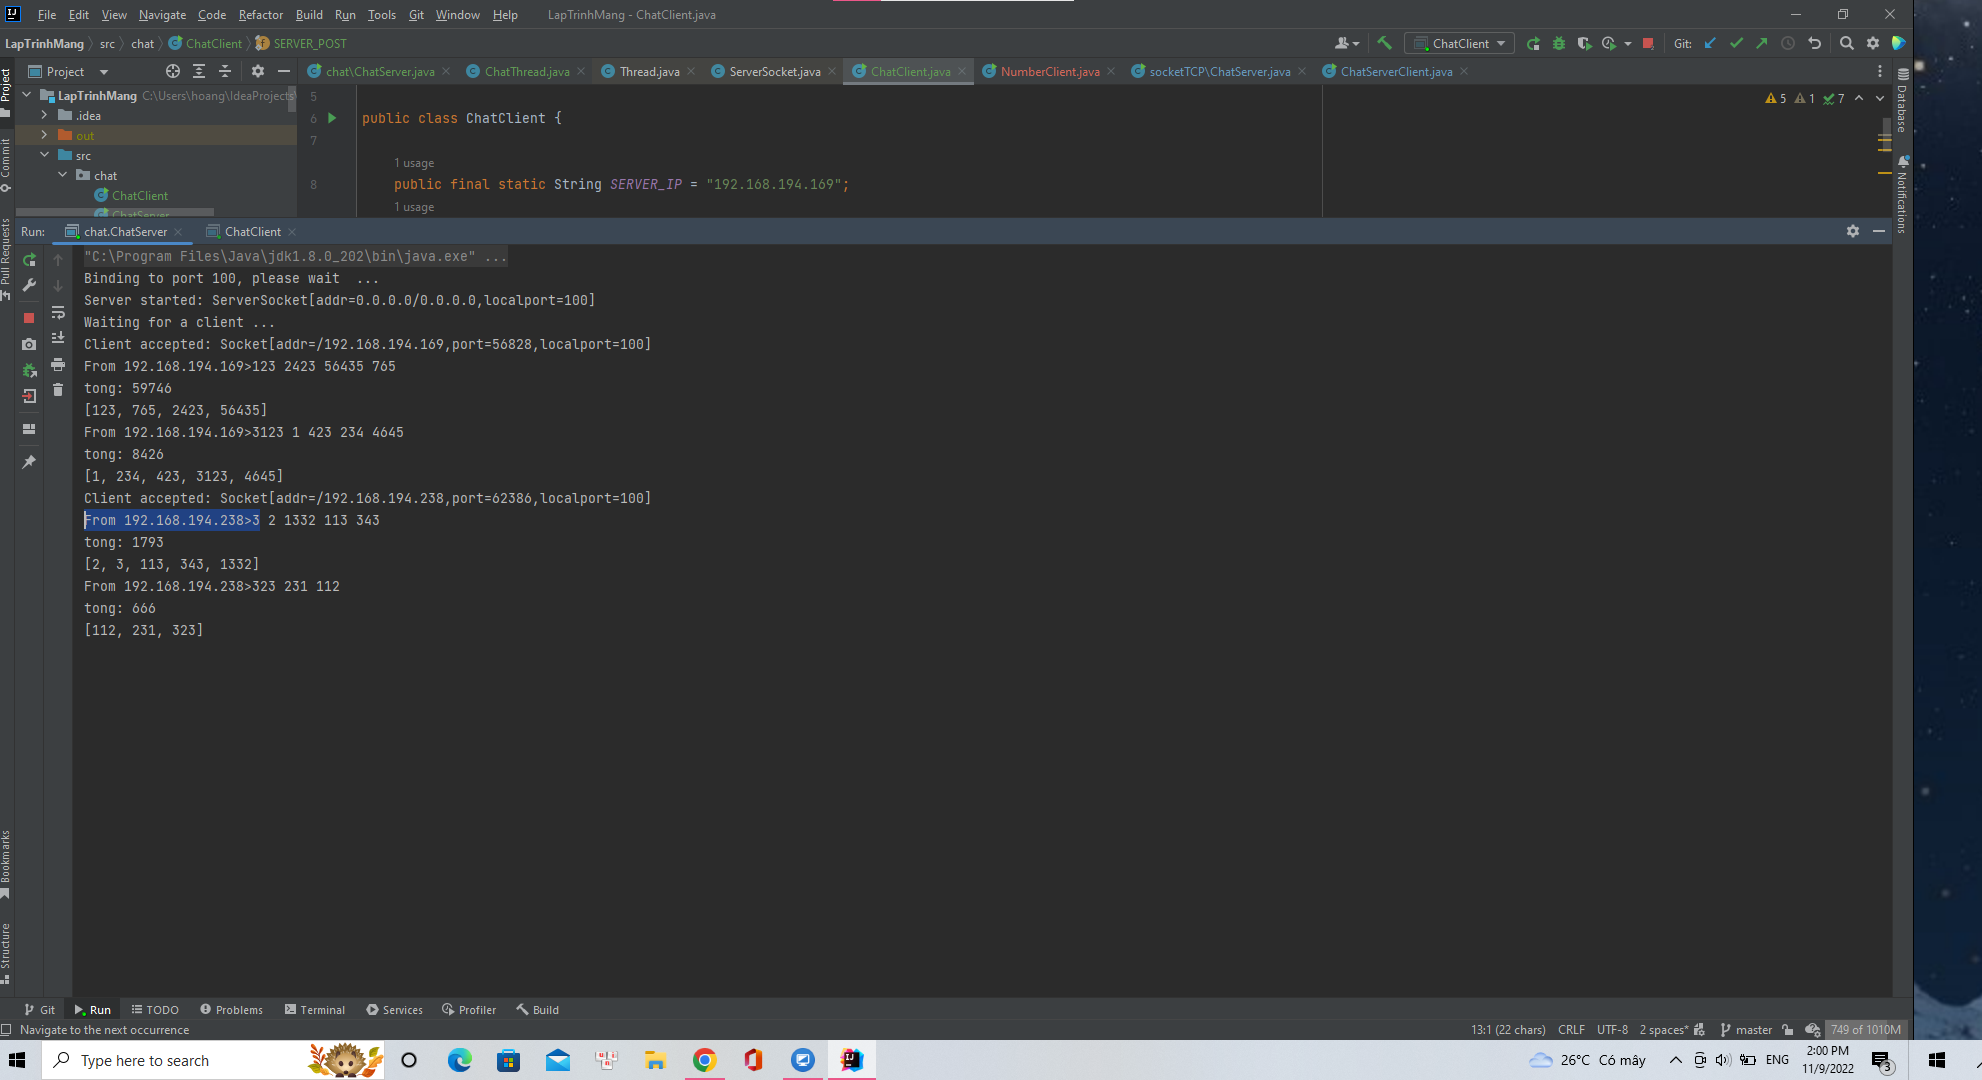 File Edit View Navigate Code Refactor Build Run Tools Git Window Help LapTrinhMang - ChatClient.java
LapTrinhMang src chat ChatClient SERVER_POST ChatClient Git:
Project chat\ChatServer.java ChatThread.java Thread.java ServerSocket.java ChatClient.java NumberClient.java socketTCP\ChatServer.java ChatServerClient.java
Project
LapTrinhMang C:\Users\hoang\IdeaProjects\
.idea
out
src
chat
ChatClient
ChatServer
Commit
Pull Requests
Bookmarks
Structure
Database
Notifications
5
6 public class ChatClient {
5 1 7
7
1 usage
8 public final static String SERVER_IP = "192.168.194.169";
1 usage
Run: chat.ChatServer ChatClient
"C:\Program Files\Java\jdk1.8.0_202\bin\java.exe" ...
Binding to port 100, please wait  ...
Server started: ServerSocket[addr=0.0.0.0/0.0.0.0,localport=100]
Waiting for a client ...
Client accepted: Socket[addr=/192.168.194.169,port=56828,localport=100]
From 192.168.194.169>123 2423 56435 765
tong: 59746
[123, 765, 2423, 56435]
From 192.168.194.169>3123 1 423 234 4645
tong: 8426
[1, 234, 423, 3123, 4645]
Client accepted: Socket[addr=/192.168.194.238,port=62386,localport=100]
From 192.168.194.238>3 2 1332 113 343
tong: 1793
[2, 3, 113, 343, 1332]
From 192.168.194.238>323 231 112
tong: 666
[112, 231, 323]
Git Run TODO Problems Terminal Services Profiler Build
Navigate to the next occurrence 13:1 (22 chars) CRLF UTF-8 2 spaces* master 749 of 1010M
Type here to search 26°C Có mây ENG 2:00 PM
11/9/2022 3